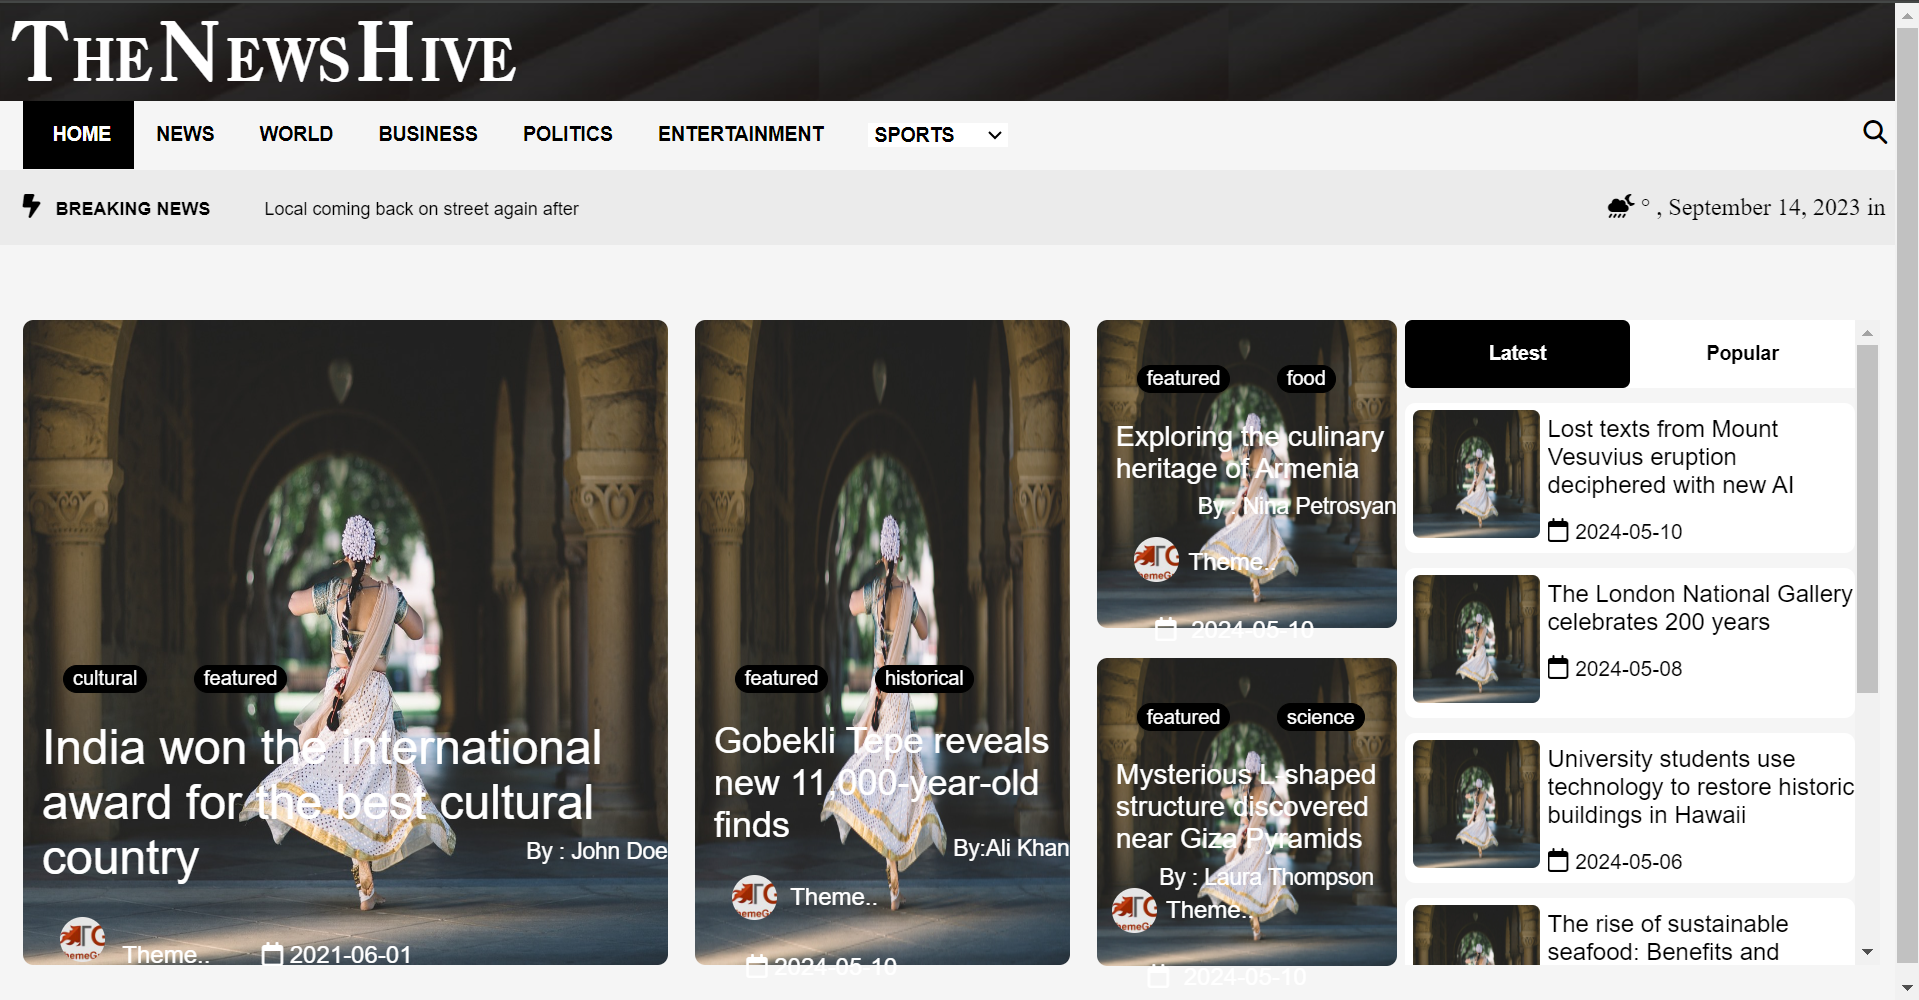 THE NEWS HIVE
HOME NEWS WORLD BUSINESS POLITICS ENTERTAINMENT SPORTS
BREAKING NEWS Local coming back on street again after
° , September 14, 2023 in
cultural featured
India won the international
award for the best cultural
country
By : John Doe
Theme.. 2021-06-01
featured historical
Gobekli Tepe reveals
new 11,000-year-old
finds
By:Ali Khan
Theme..
2024-05-10
featured food
Exploring the culinary
heritage of Armenia
By : Nina Petrosyan
Theme..
2024-05-10
featured science
Mysterious L-shaped
structure discovered
near Giza Pyramids
By : Laura Thompson
Theme..
2024-05-10
Latest Popular
Lost texts from Mount
Vesuvius eruption
deciphered with new AI
2024-05-10
The London National Gallery
celebrates 200 years
2024-05-08
University students use
technology to restore historic
buildings in Hawaii
2024-05-06
The rise of sustainable
seafood: Benefits and